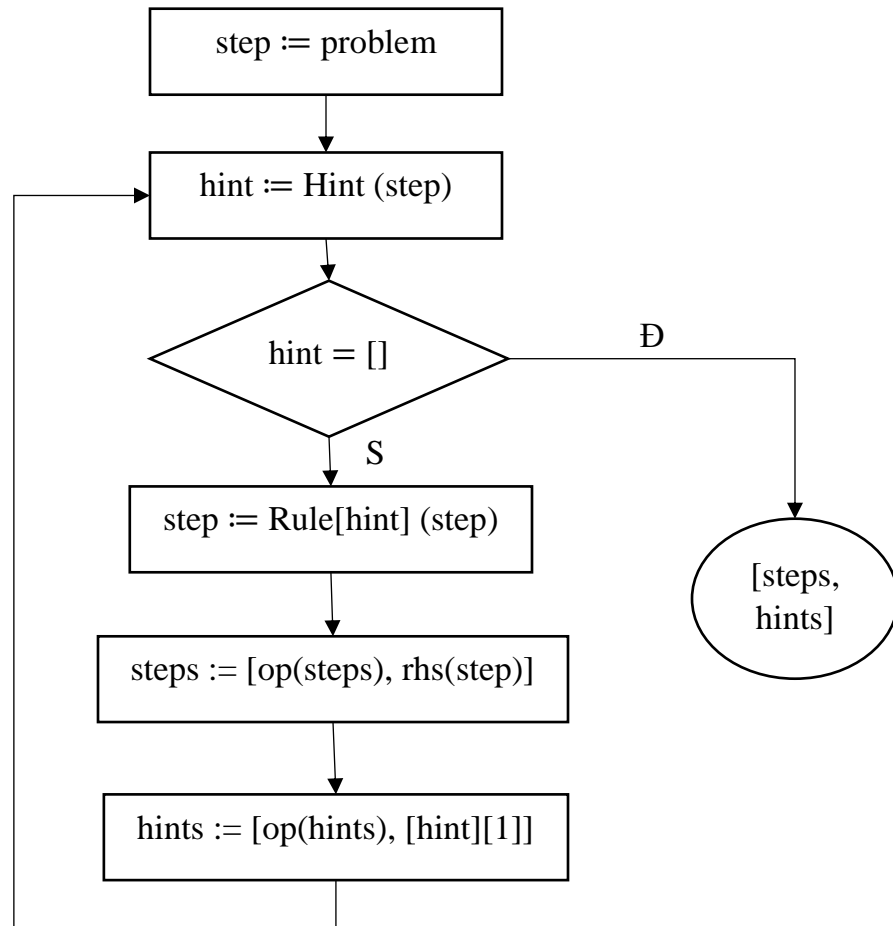 step ≔ problem
hint ≔ Hint (step)
hint = []
Đ
S
step ≔ Rule[hint] (step)
[steps,
hints]
steps := [op(steps), rhs(step)]
hints := [op(hints), [hint][1]]